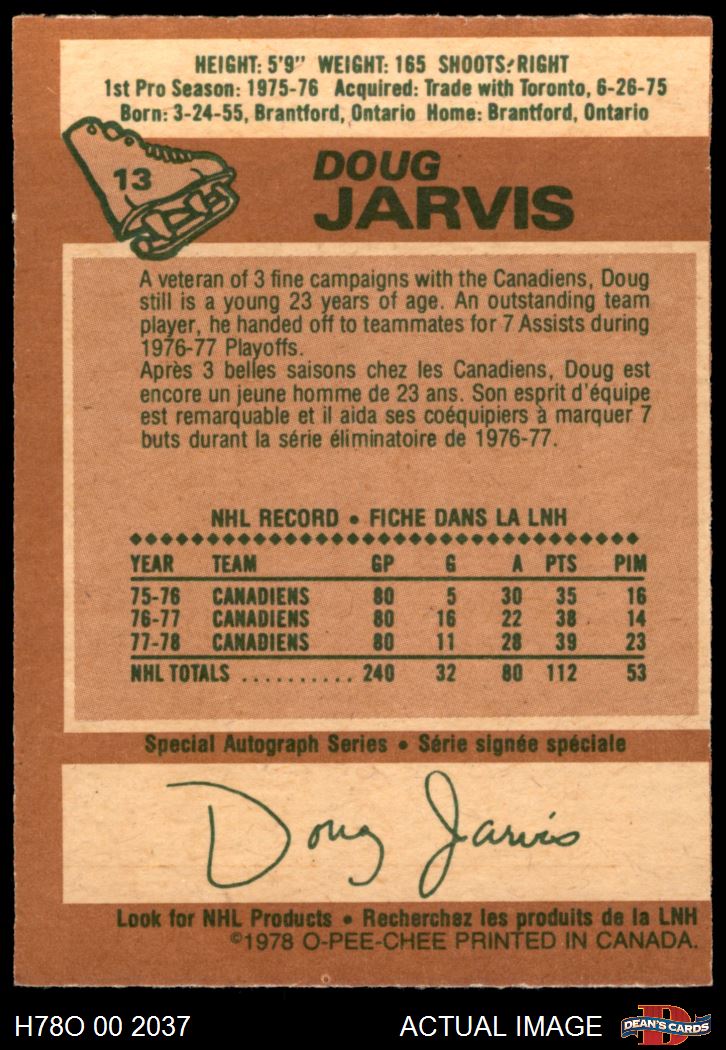 HEIGHT: 5'9" WEIGHT: 165 SHOOTS: RIGHT
1st Pro Season: 1975-76 Acquired: Trade with Toronto, 6-26-75
Born: 3-24-55, Brantford, Ontario Home: Brantford, Ontario
13
DOUG
JARVIS
A veteran of 3 fine campaigns with the Canadiens, Doug
still is a young 23 years of age. An outstanding team
player, he handed off to teammates for 7 Assists during
1976-77 Playoffs.
Après 3 belles saisons chez les Canadiens, Doug est
encore un jeune homme de 23 ans. Son esprit d'équipe
est remarquable et il aida ses coéquipiers à marquer 7
buts durant la série éliminatoire de 1976-77.
NHL RECORD • FICHE DANS LA LNH
YEAR TEAM GP G A PTS PIM
75-76 CANADIENS 80 5 30 35 16
76-77 CANADIENS 80 16 22 38 14
77-78 CANADIENS 80 11 28 39 23
NHL TOTALS .......... 240 32 80 112 53
Special Autograph Series • Série signée spéciale
Doug Jarvis
Look for NHL Products • Recherchez les produits de la LNH
©1978 O-PEE-CHEE PRINTED IN CANADA.
H78O 00 2037 ACTUAL IMAGE D DEAN'S CARDS